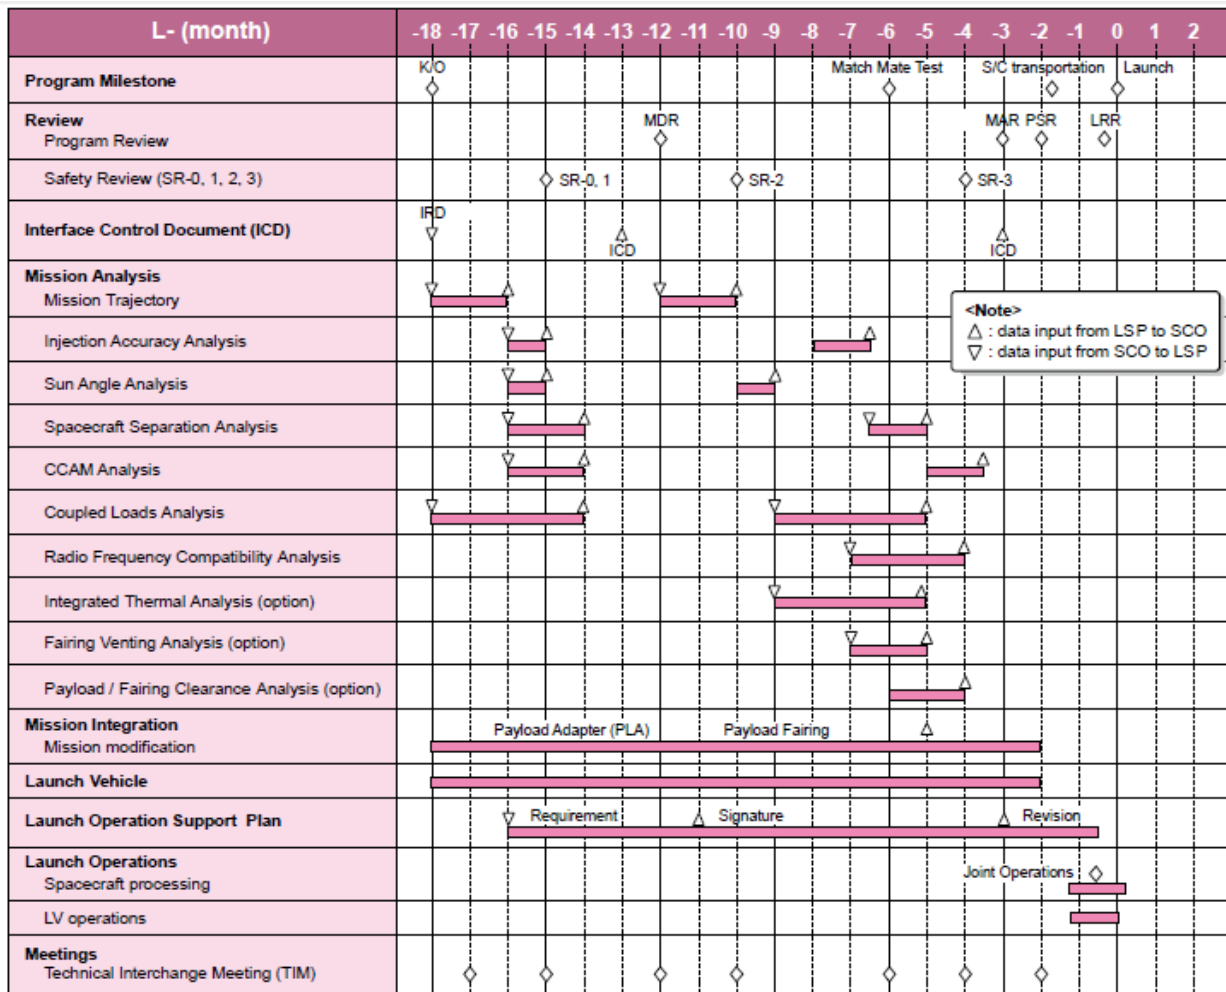 L- (month) -18 -17 -16 -15 -14 -13 -12 -11 -10 -9 -8 -7 -6 -5 -4 -3 -2 -1 0 1 2
K/O Match Mate Test S/C transportation Launch
Program Milestone
Review
MDR MAR PSR LRR
Program Review
Safety Review (SR-0, 1, 2, 3) SR-0, 1 SR-2 SR-3
IRD
Interface Control Document (ICD)
ICD ICD
Mission Analysis
Mission Trajectory
<Note>
△ : data input from LSP to SCO
▽ : data input from SCO to LSP
Injection Accuracy Analysis
Sun Angle Analysis
Spacecraft Separation Analysis
CCAM Analysis
Coupled Loads Analysis
Radio Frequency Compatibility Analysis
Integrated Thermal Analysis (option)
Fairing Venting Analysis (option)
Payload / Fairing Clearance Analysis (option)
Mission Integration
Payload Adapter (PLA) Payload Fairing
Mission modification
Launch Vehicle
Launch Operation Support Plan Requirement Signature Revision
Launch Operations
Joint Operations
Spacecraft processing
LV operations
Meetings
Technical Interchange Meeting (TIM)